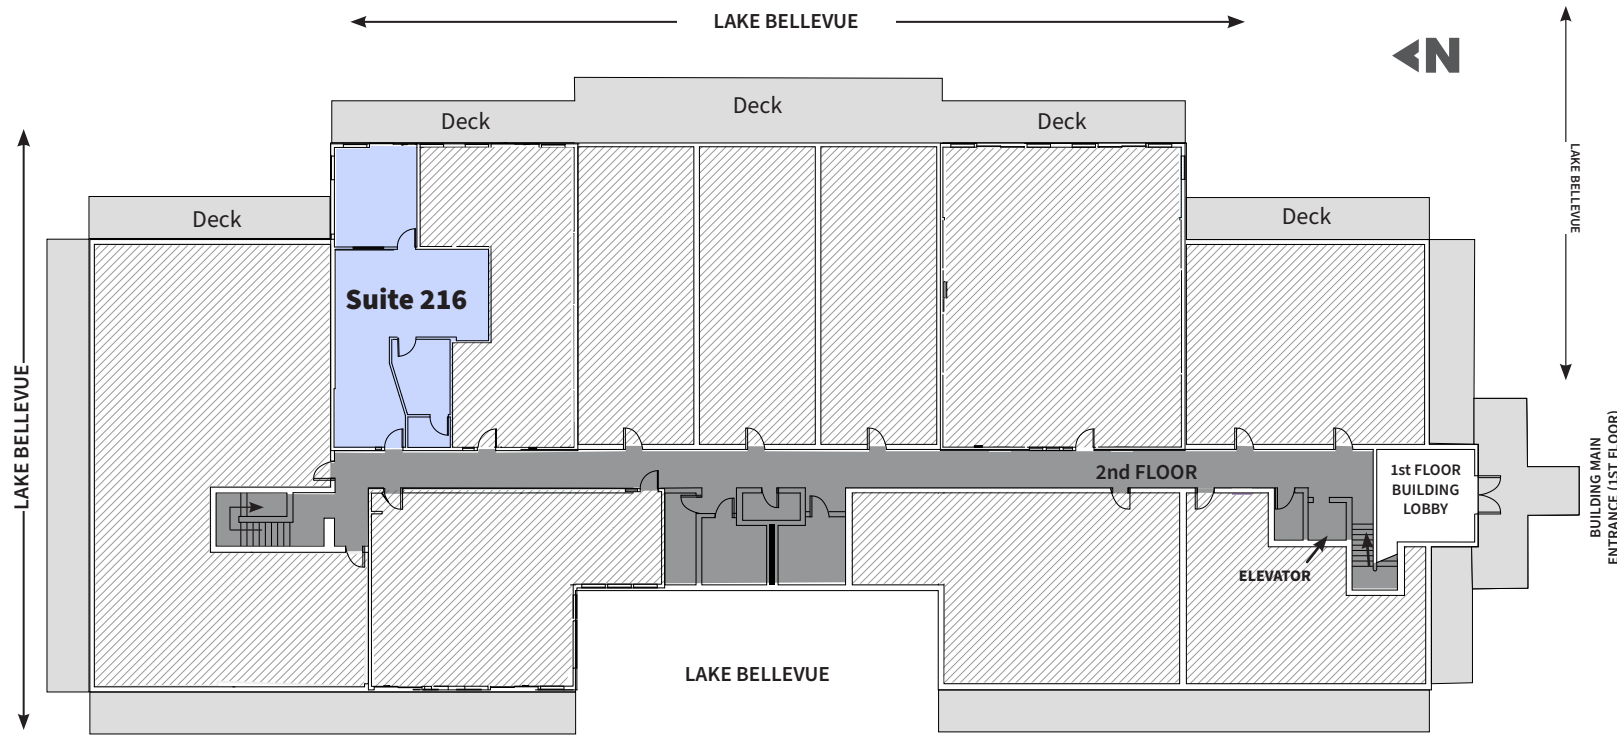 LAKE BELLEVUE
N
Deck
Deck
Deck
LAKE BELLEVUE
Deck
Deck
Suite 216
LAKE BELLEVUE
2nd FLOOR
1st FLOOR
BUILDING
LOBBY
BUILDING MAIN
ENTRANCE (1ST FLOOR)
ELEVATOR
LAKE BELLEVUE